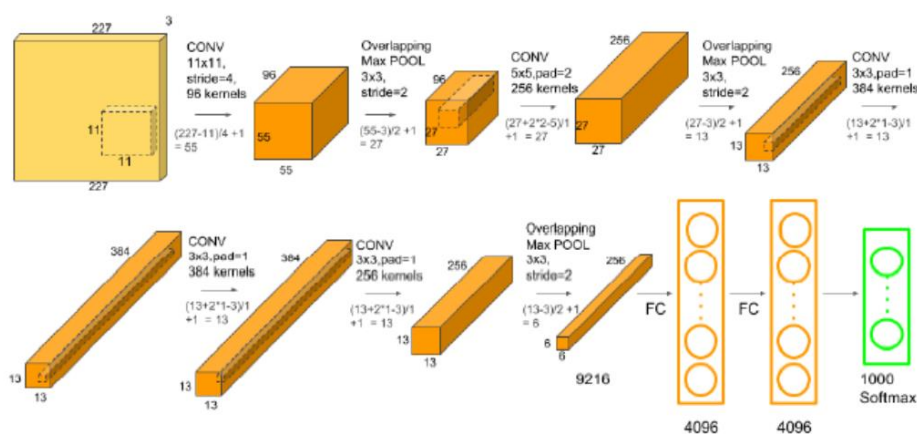 227
3
CONV
11x11,
stride=4,
96 kernels
(227-11)/4 +1
= 55
11
11
227
96
55
55
Overlapping
Max POOL
3x3,
stride=2
(55-3)/2 +1
= 27
96
27
27
CONV
5x5,pad=2
256 kernels
(27+2*2-5)/1
+1 = 27
256
27
27
Overlapping
Max POOL
3x3,
stride=2
(27-3)/2 +1
= 13
256
13
13
CONV
3x3,pad=1
384 kernels
(13+2*1-3)/1
+1 = 13
384
13
13
CONV
3x3,pad=1
384 kernels
(13+2*1-3)/1
+1 = 13
384
13
13
CONV
3x3,pad=1
256 kernels
(13+2*1-3)/1
+1 = 13
256
13
13
Overlapping
Max POOL
3x3,
stride=2
(13-3)/2 +1
= 6
256
6
6
9216
FC
4096
FC
4096
1000
Softmax